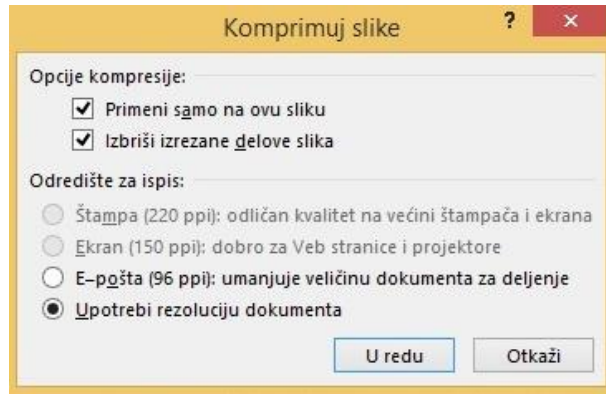 Komprimuj slike
?
×
Opcije kompresije:
Primeni samo na ovu sliku
Izbriši izrezane delove slika
Odredište za ispis:
Štampa (220 ppi): odličan kvalitet na većini štampača i ekrana
Ekran (150 ppi): dobro za Veb stranice i projektore
E-pošta (96 ppi): umanjuje veličinu dokumenta za deljenje
Upotrebi rezoluciju dokumenta
U redu
Otkaži